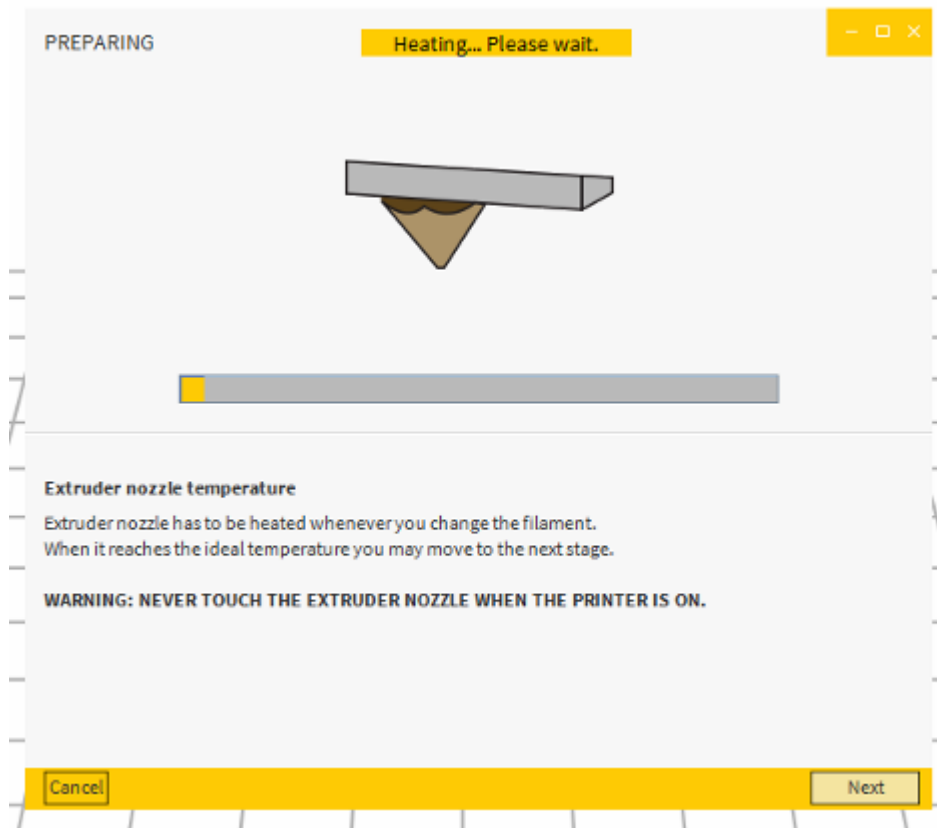 PREPARING
Heating... Please wait.
Extruder nozzle temperature
Extruder nozzle has to be heated whenever you change the filament.
When it reaches the ideal temperature you may move to the next stage.
WARNING: NEVER TOUCH THE EXTRUDER NOZZLE WHEN THE PRINTER IS ON.
Cancel
Next